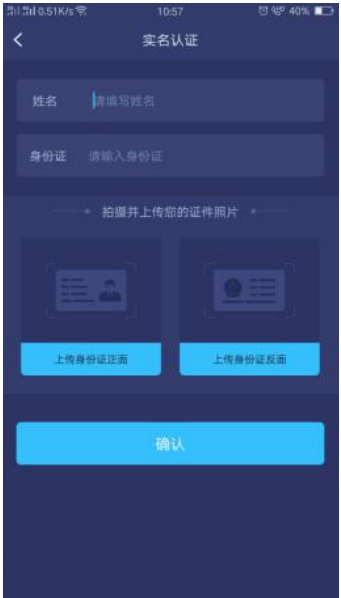 0.51K/s 10:57 40%
实名认证
姓名 请填写姓名
身份证 请输入身份证
拍摄并上传您的证件照片
上传身份证正面 上传身份证反面
确认